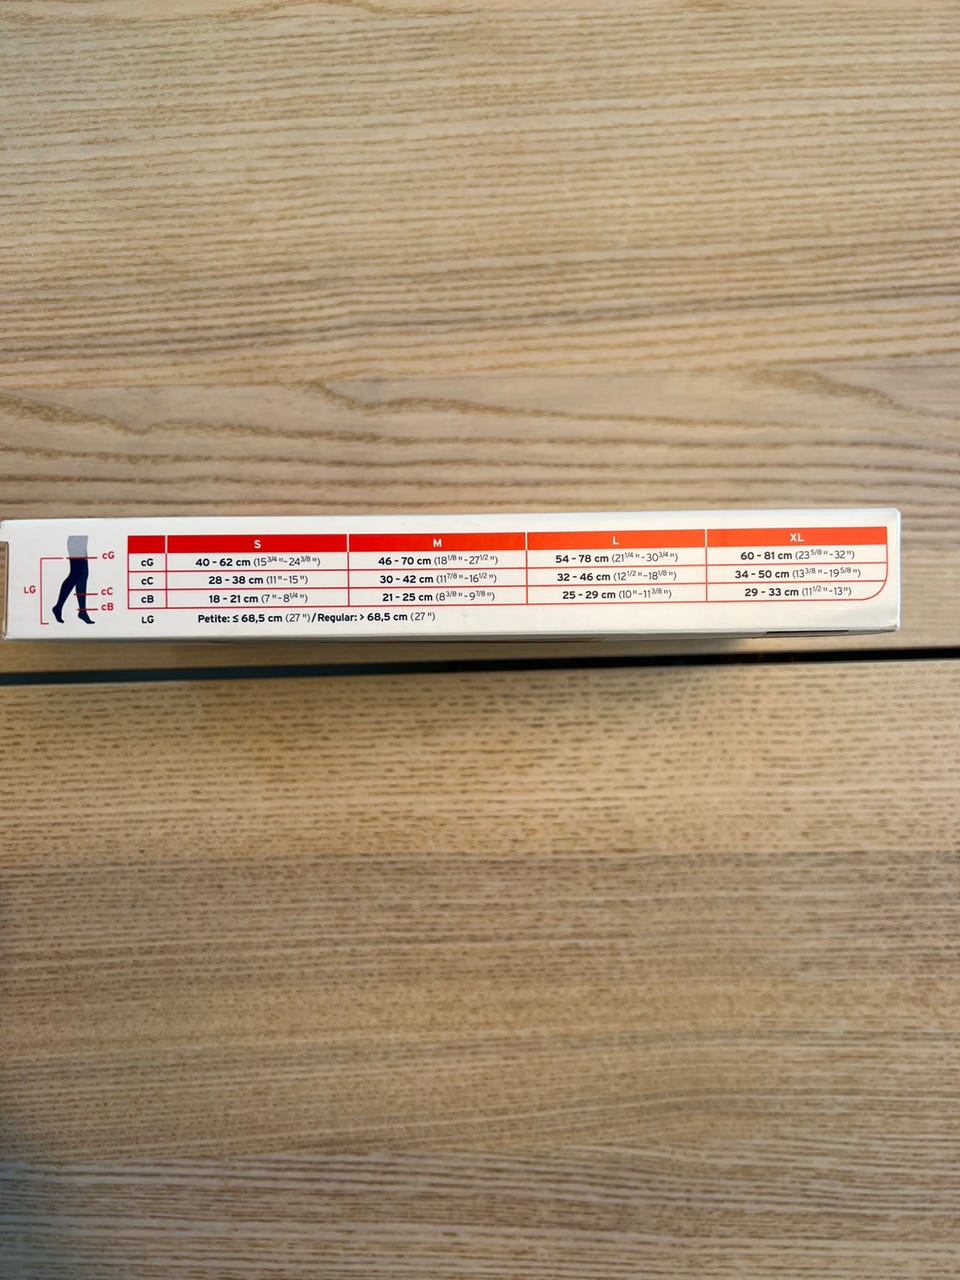 S M L XL
cG cG 40 - 62 cm (15 3/4 "-24 3/8 ") 46 - 70 cm (18 1/8 "-27 1/2 ") 54 - 78 cm (21 1/4 "-30 3/4 ") 60 - 81 cm (23 5/8 "-32 ")
LG cC cC 28 - 38 cm (11 "-15 ") 30 - 42 cm (11 7/8 "-16 1/2 ") 32 - 46 cm (12 1/2 "-18 1/8 ") 34 - 50 cm (13 3/8 "-19 5/8 ")
cB cB 18 - 21 cm (7 "-8 1/4 ") 21 - 25 cm (8 3/8 "-9 7/8 ") 25 - 29 cm (10 "-11 3/8 ") 29 - 33 cm (11 1/2 "-13 ")
LG Petite: ≤ 68,5 cm (27 ") / Regular: > 68,5 cm (27 ")